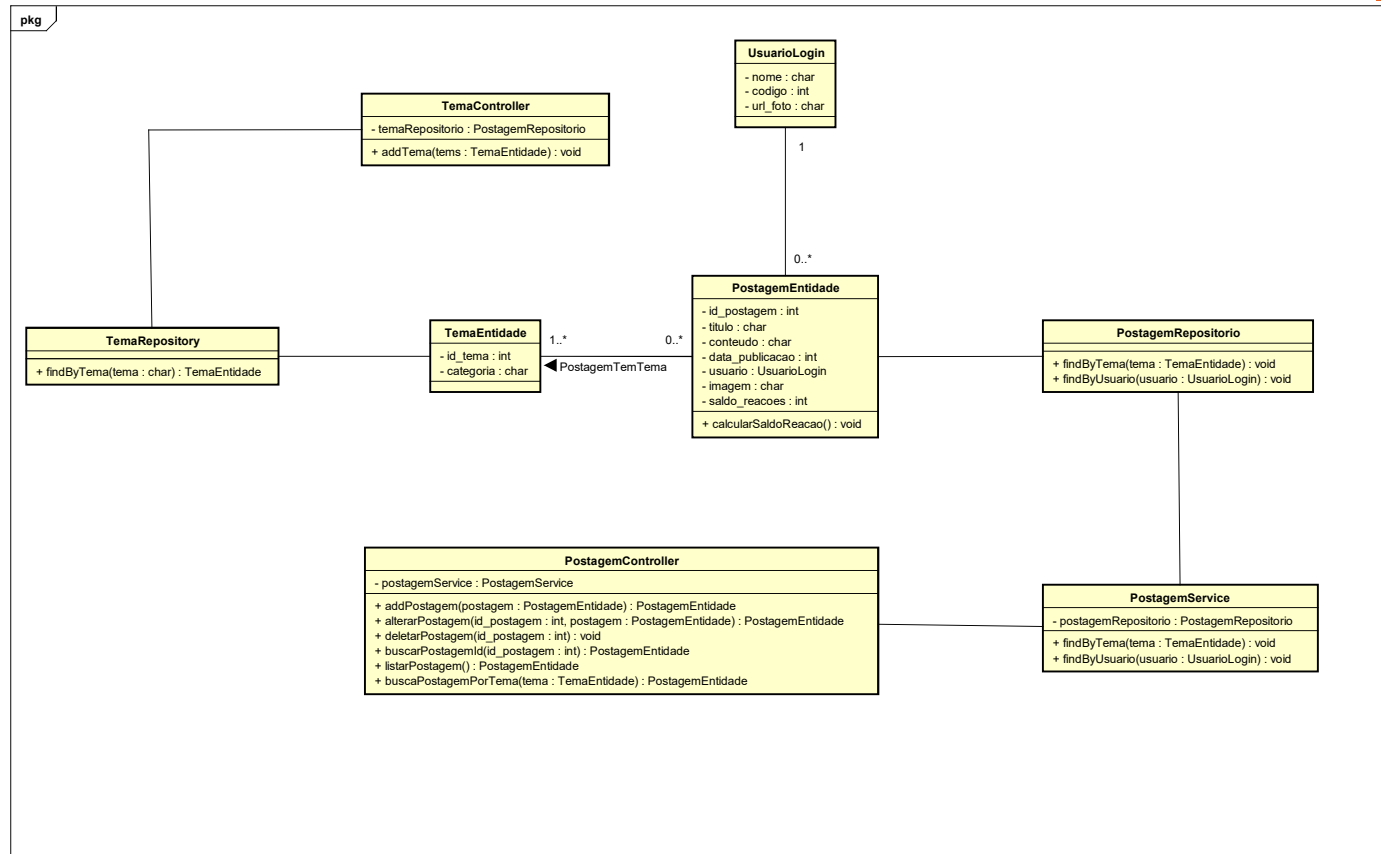 pkg
UsuarioLogin
- nome : char
- codigo : int
- url_foto : char
TemaController
- temaRepositorio : PostagemRepositorio
+ addTema(tems : TemaEntidade) : void
1
0..*
PostagemEntidade
- id_postagem : int
- titulo : char
- conteudo : char
- data_publicacao : int
- usuario : UsuarioLogin
- imagem : char
- saldo_reacoes : int
+ calcularSaldoReacao() : void
TemaRepository
+ findByTema(tema : char) : TemaEntidade
TemaEntidade
- id_tema : int
- categoria : char
1..*
0..*
PostagemTemTema
PostagemRepositorio
+ findByTema(tema : TemaEntidade) : void
+ findByUsuario(usuario : UsuarioLogin) : void
PostagemController
- postagemService : PostagemService
+ addPostagem(postagem : PostagemEntidade) : PostagemEntidade
+ alterarPostagem(id_postagem : int, postagem : PostagemEntidade) : PostagemEntidade
+ deletarPostagem(id_postagem : int) : void
+ buscarPostagemId(id_postagem : int) : PostagemEntidade
+ listarPostagem() : PostagemEntidade
+ buscaPostagemPorTema(tema : TemaEntidade) : PostagemEntidade
PostagemService
- postagemRepositorio : PostagemRepositorio
+ findByTema(tema : TemaEntidade) : void
+ findByUsuario(usuario : UsuarioLogin) : void